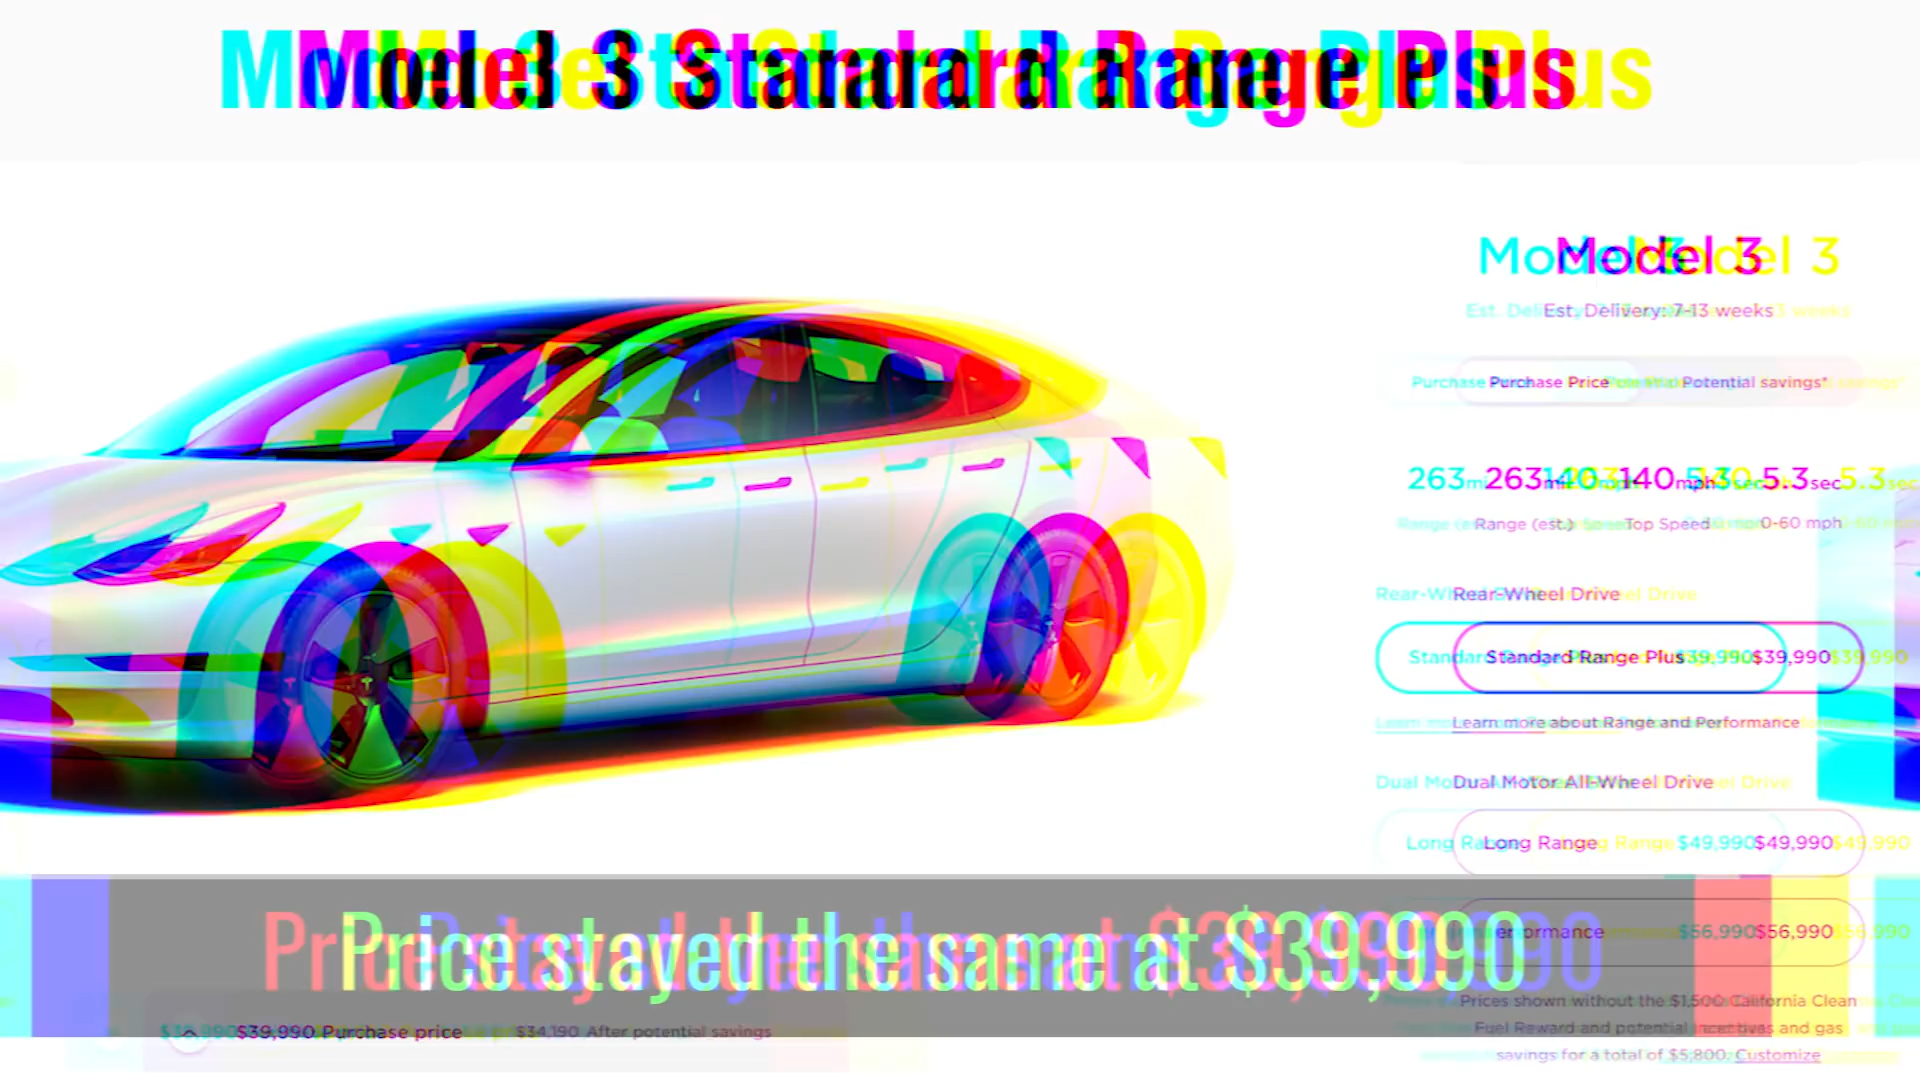 Model 3 Standard Range Plus
Model 3
Est. Delivery: 7-13 weeks
Purchase Price Potential savings*
263mi 140mph 5.3sec
Range (est.) Top Speed 0-60 mph
Rear-Wheel Drive
Standard Range Plus $39,990
Learn more about Range and Performance
Dual Motor All-Wheel Drive
Long Range $49,990
Performance $56,990
Price stayed the same at $39,990
Prices shown without the $1,500 California Clean
Fuel Reward and potential incentives and gas
savings for a total of $5,800. Customize
$39,990 Purchase price $34,190 After potential savings